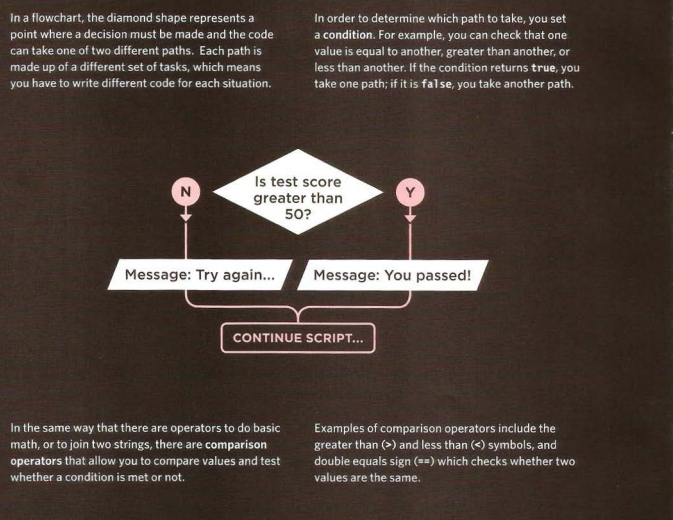 In a flowchart, the diamond shape represents a
point where a decision must be made and the code
can take one of two different paths. Each path is
made up of a different set of tasks, which means
you have to write different code for each situation.
In order to determine which path to take, you set
a condition. For example, you can check that one
value is equal to another, greater than another, or
less than another. If the condition returns true, you
take one path; if it is false, you take another path.
N
Is test score
greater than
50?
Y
Message: Try again...
Message: You passed!
CONTINUE SCRIPT...
In the same way that there are operators to do basic
math, or to join two strings, there are comparison
operators that allow you to compare values and test
whether a condition is met or not.
Examples of comparison operators include the
greater than (>) and less than (<) symbols, and
double equals sign (==) which checks whether two
values are the same.